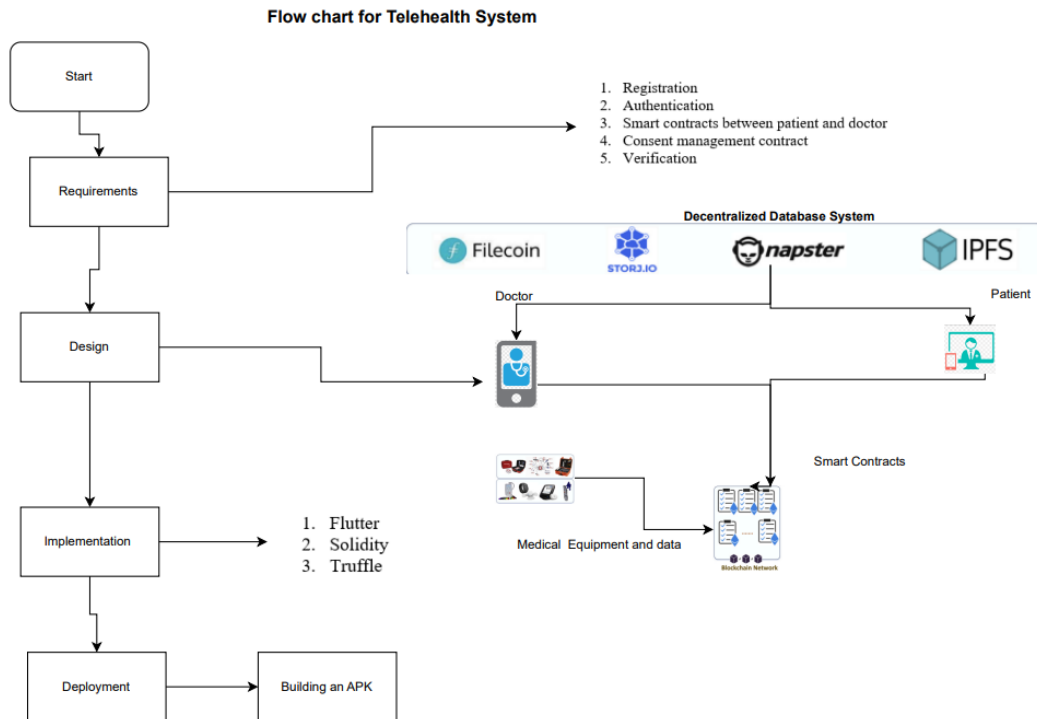 Flow chart for Telehealth System
Start
1. Registration
2. Authentication
3. Smart contracts between patient and doctor
4. Consent management contract
5. Verification
Requirements
Decentralized Database System
Filecoin
STORJ.IO
napster
IPFS
Doctor
Patient
Design
Smart Contracts
1. Flutter
2. Solidity
3. Truffle
Implementation
Medical Equipment and data
Blockchain Network
Deployment
Building an APK